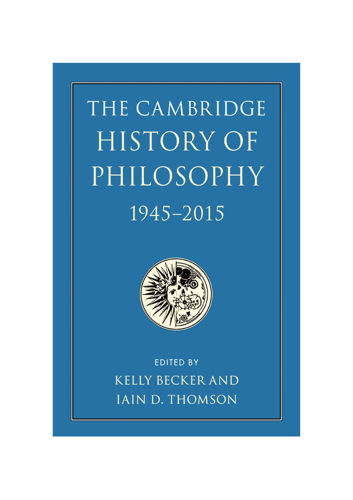 THE CAMBRIDGE
HISTORY OF
PHILOSOPHY
1945–2015
EDITED BY
KELLY BECKER AND
IAIN D. THOMSON